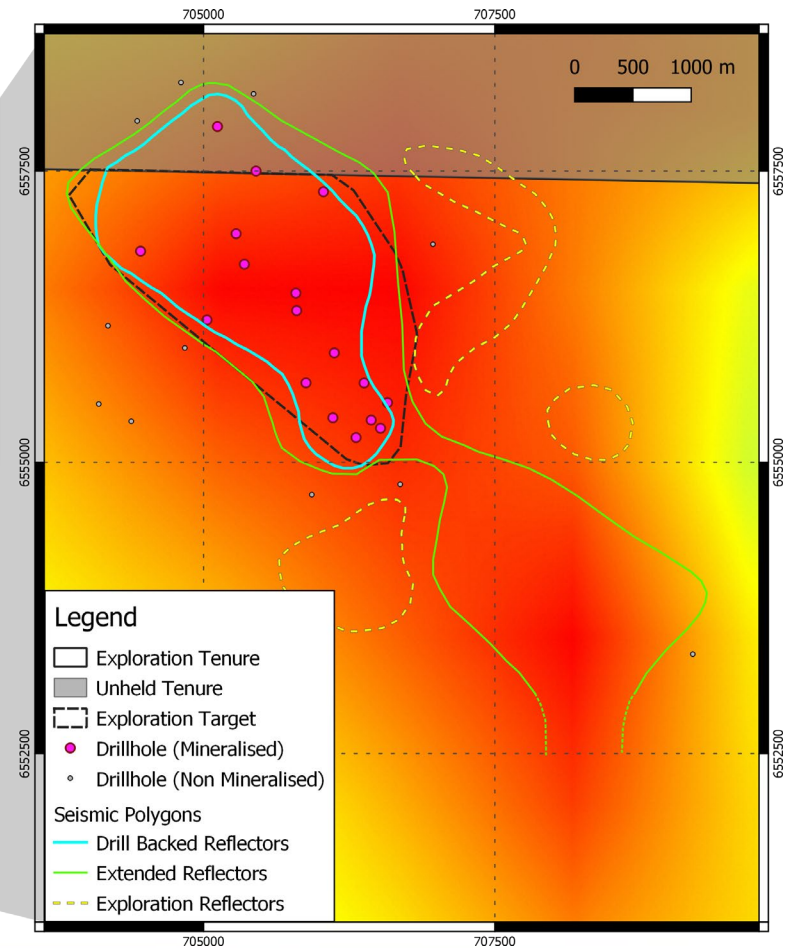 705000 707500
0 500 1000 m
6557500 6557500
6555000 6555000
Legend
Exploration Tenure
Unheld Tenure
Exploration Target
Drillhole (Mineralised)
6552500 6552500
Drillhole (Non Mineralised)
Seismic Polygons
Drill Backed Reflectors
Extended Reflectors
Exploration Reflectors
705000 707500